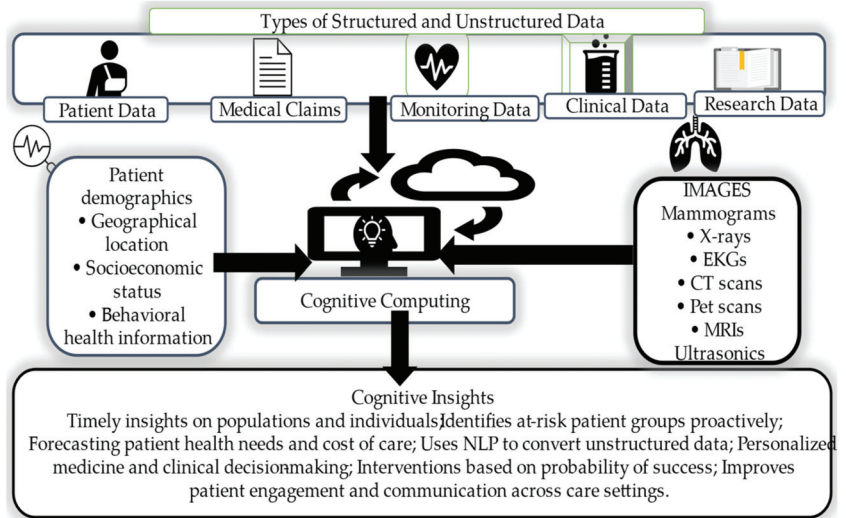 Types of Structured and Unstructured Data
Patient Data
Medical Claims
Monitoring Data
Clinical Data
Research Data
Patient
demographics
• Geographical
location
• Socioeconomic
status
• Behavioral
health information
Cognitive Computing
IMAGES
Mammograms
• X-rays
• EKGs
• CT scans
• Pet scans
• MRIs
Ultrasonics
Cognitive Insights
Timely insights on populations and individuals;Identifies at-risk patient groups proactively;
Forecasting patient health needs and cost of care; Uses NLP to convert unstructured data; Personalized
medicine and clinical decision-making; Interventions based on probability of success; Improves
patient engagement and communication across care settings.